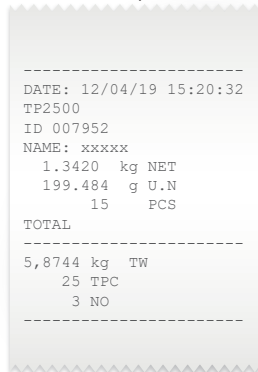 ----------------------
DATE: 12/04/19 15:20:32
TP2500
ID 007952
NAME: xxxxx
1.3420 kg NET
199.484 g U.N
15 PCS
TOTAL
----------------------
5,8744 kg TW
25 TPC
3 NO
----------------------